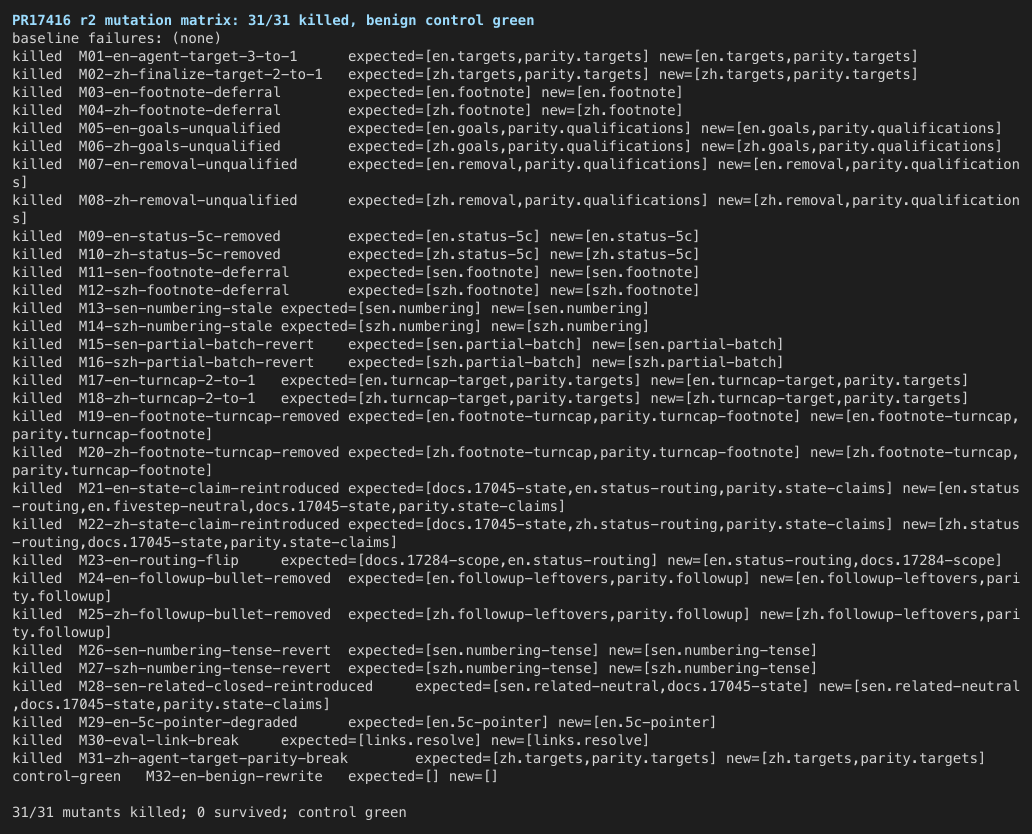 PR17416 r2 mutation matrix: 31/31 killed, benign control green
baseline failures: (none)
killed  M01-en-agent-target-3-to-1      expected=[en.targets,parity.targets] new=[en.targets,parity.targets]
killed  M02-zh-finalize-target-2-to-1   expected=[zh.targets,parity.targets] new=[zh.targets,parity.targets]
killed  M03-en-footnote-deferral        expected=[en.footnote] new=[en.footnote]
killed  M04-zh-footnote-deferral        expected=[zh.footnote] new=[zh.footnote]
killed  M05-en-goals-unqualified        expected=[en.goals,parity.qualifications] new=[en.goals,parity.qualifications]
killed  M06-zh-goals-unqualified        expected=[zh.goals,parity.qualifications] new=[zh.goals,parity.qualifications]
killed  M07-en-removal-unqualified      expected=[en.removal,parity.qualifications] new=[en.removal,parity.qualification
s]
killed  M08-zh-removal-unqualified      expected=[zh.removal,parity.qualifications] new=[zh.removal,parity.qualification
s]
killed  M09-en-status-5c-removed        expected=[en.status-5c] new=[en.status-5c]
killed  M10-zh-status-5c-removed        expected=[zh.status-5c] new=[zh.status-5c]
killed  M11-sen-footnote-deferral       expected=[sen.footnote] new=[sen.footnote]
killed  M12-szh-footnote-deferral       expected=[szh.footnote] new=[szh.footnote]
killed  M13-sen-numbering-stale expected=[sen.numbering] new=[sen.numbering]
killed  M14-szh-numbering-stale expected=[szh.numbering] new=[szh.numbering]
killed  M15-sen-partial-batch-revert    expected=[sen.partial-batch] new=[sen.partial-batch]
killed  M16-szh-partial-batch-revert    expected=[szh.partial-batch] new=[szh.partial-batch]
killed  M17-en-turncap-2-to-1   expected=[en.turncap-target,parity.targets] new=[en.turncap-target,parity.targets]
killed  M18-zh-turncap-2-to-1   expected=[zh.turncap-target,parity.targets] new=[zh.turncap-target,parity.targets]
killed  M19-en-footnote-turncap-removed expected=[en.footnote-turncap,parity.turncap-footnote] new=[en.footnote-turncap,
parity.turncap-footnote]
killed  M20-zh-footnote-turncap-removed expected=[zh.footnote-turncap,parity.turncap-footnote] new=[zh.footnote-turncap,
parity.turncap-footnote]
killed  M21-en-state-claim-reintroduced expected=[docs.17045-state,en.status-routing,parity.state-claims] new=[en.status
-routing,en.fivestep-neutral,docs.17045-state,parity.state-claims]
killed  M22-zh-state-claim-reintroduced expected=[docs.17045-state,zh.status-routing,parity.state-claims] new=[zh.status
-routing,docs.17045-state,parity.state-claims]
killed  M23-en-routing-flip     expected=[docs.17284-scope,en.status-routing] new=[en.status-routing,docs.17284-scope]
killed  M24-en-followup-bullet-removed  expected=[en.followup-leftovers,parity.followup] new=[en.followup-leftovers,pari
ty.followup]
killed  M25-zh-followup-bullet-removed  expected=[zh.followup-leftovers,parity.followup] new=[zh.followup-leftovers,pari
ty.followup]
killed  M26-sen-numbering-tense-revert  expected=[sen.numbering-tense] new=[sen.numbering-tense]
killed  M27-szh-numbering-tense-revert  expected=[szh.numbering-tense] new=[szh.numbering-tense]
killed  M28-sen-related-closed-reintroduced     expected=[sen.related-neutral,docs.17045-state] new=[sen.related-neutral
,docs.17045-state,parity.state-claims]
killed  M29-en-5c-pointer-degraded      expected=[en.5c-pointer] new=[en.5c-pointer]
killed  M30-eval-link-break     expected=[links.resolve] new=[links.resolve]
killed  M31-zh-agent-target-parity-break        expected=[zh.targets,parity.targets] new=[zh.targets,parity.targets]
control-green   M32-en-benign-rewrite   expected=[] new=[]
31/31 mutants killed; 0 survived; control green